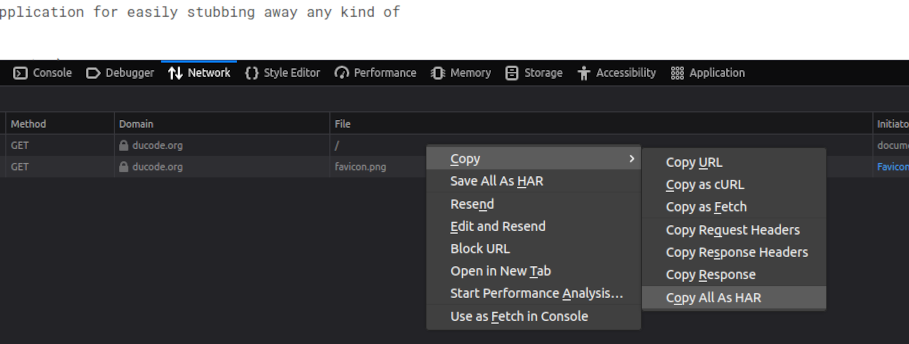 pplication for easily stubbing away any kind of
Console Debugger Network Style Editor Performance Memory Storage Accessibility Application
Method Domain File Initiato
GET ducode.org / docume
GET ducode.org favicon.png Favicon
Copy
Save All As HAR
Resend
Edit and Resend
Block URL
Open in New Tab
Start Performance Analysis…
Use as Fetch in Console
Copy URL
Copy as cURL
Copy as Fetch
Copy Request Headers
Copy Response Headers
Copy Response
Copy All As HAR